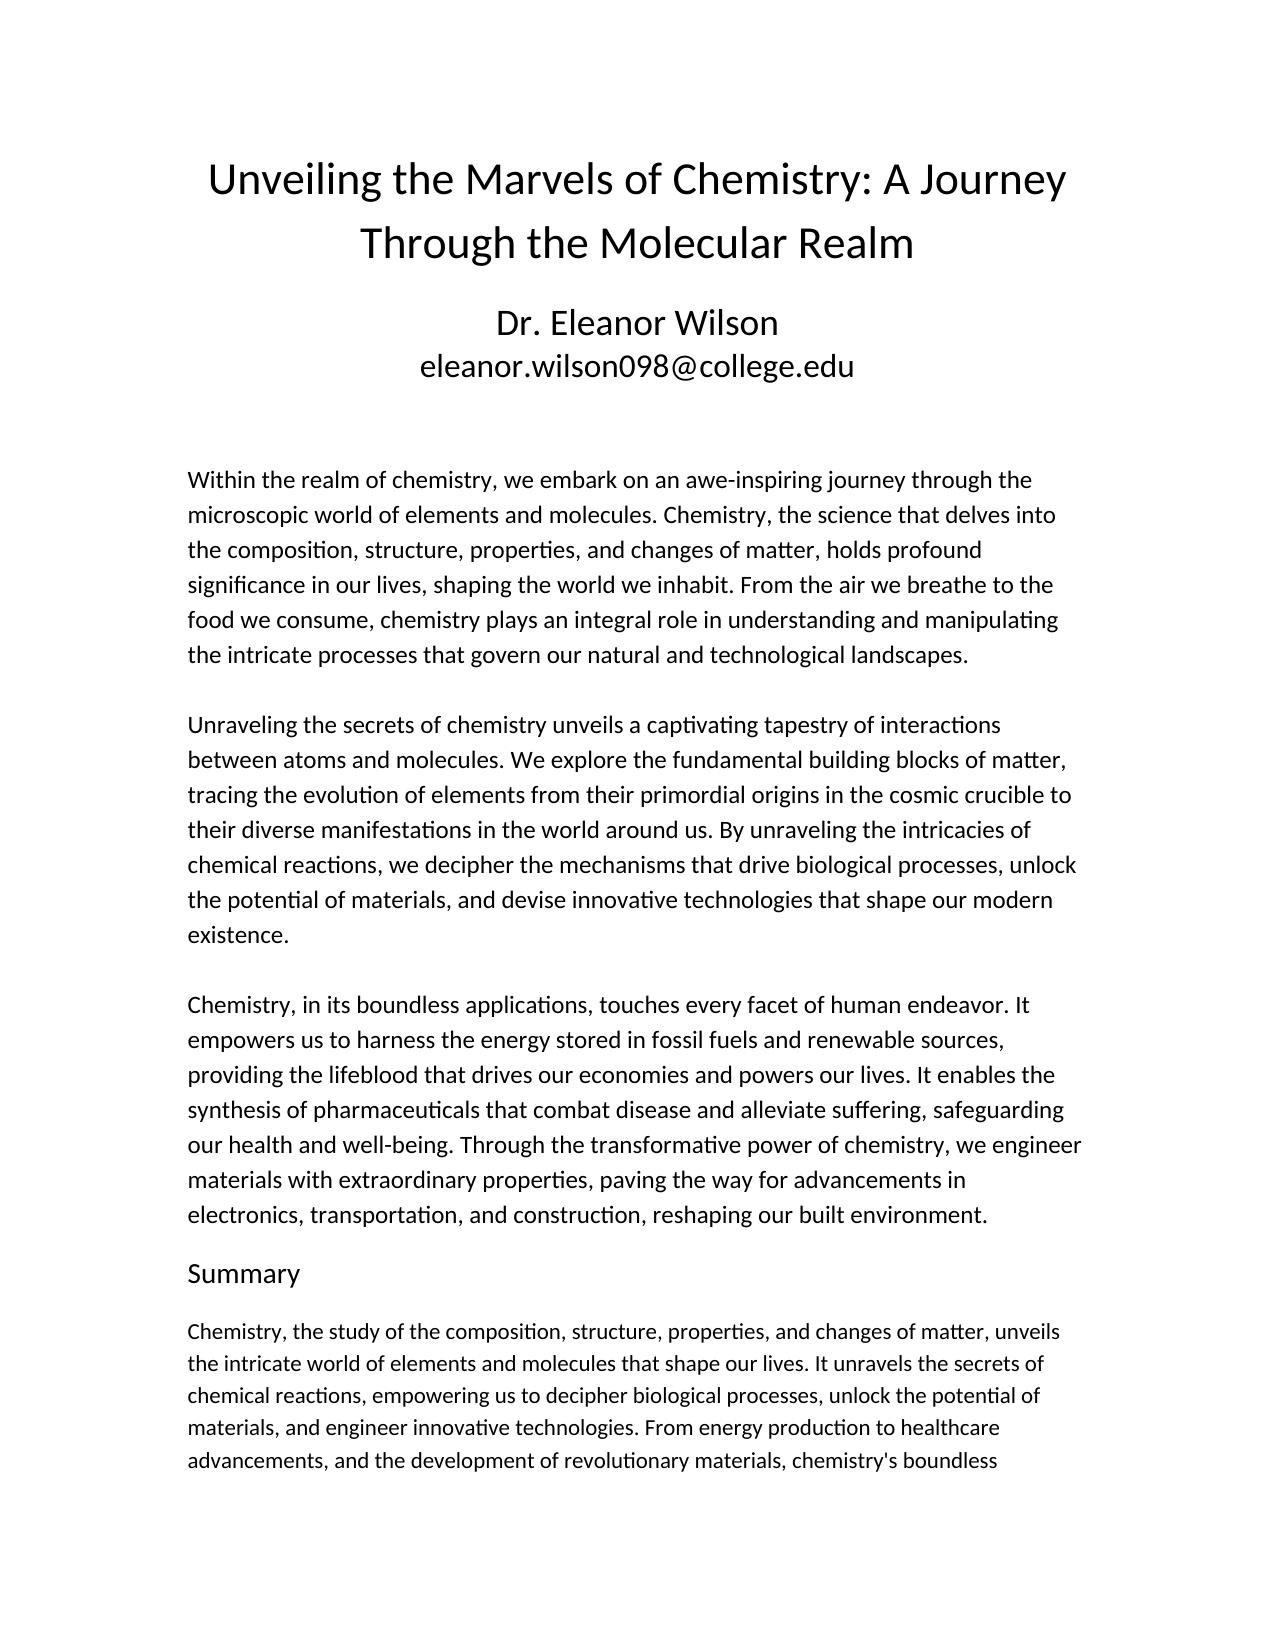 Unveiling the Marvels of Chemistry: A Journey
Through the Molecular Realm
Dr. Eleanor Wilson
eleanor.wilson098@college.edu
Within the realm of chemistry, we embark on an awe-inspiring journey through the
microscopic world of elements and molecules. Chemistry, the science that delves into
the composition, structure, properties, and changes of matter, holds profound
significance in our lives, shaping the world we inhabit. From the air we breathe to the
food we consume, chemistry plays an integral role in understanding and manipulating
the intricate processes that govern our natural and technological landscapes.
Unraveling the secrets of chemistry unveils a captivating tapestry of interactions
between atoms and molecules. We explore the fundamental building blocks of matter,
tracing the evolution of elements from their primordial origins in the cosmic crucible to
their diverse manifestations in the world around us. By unraveling the intricacies of
chemical reactions, we decipher the mechanisms that drive biological processes, unlock
the potential of materials, and devise innovative technologies that shape our modern
existence.
Chemistry, in its boundless applications, touches every facet of human endeavor. It
empowers us to harness the energy stored in fossil fuels and renewable sources,
providing the lifeblood that drives our economies and powers our lives. It enables the
synthesis of pharmaceuticals that combat disease and alleviate suffering, safeguarding
our health and well-being. Through the transformative power of chemistry, we engineer
materials with extraordinary properties, paving the way for advancements in
electronics, transportation, and construction, reshaping our built environment.
Summary
Chemistry, the study of the composition, structure, properties, and changes of matter, unveils
the intricate world of elements and molecules that shape our lives. It unravels the secrets of
chemical reactions, empowering us to decipher biological processes, unlock the potential of
materials, and engineer innovative technologies. From energy production to healthcare
advancements, and the development of revolutionary materials, chemistry's boundless